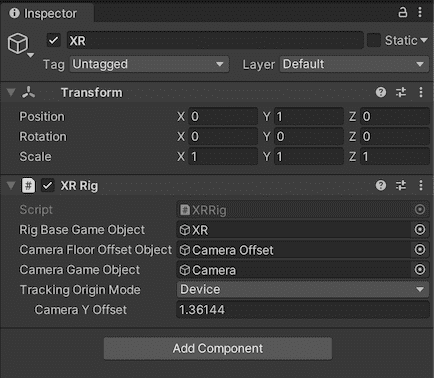 Inspector
XR Static
Tag Untagged Layer Default
Transform
Position X 0 Y 1 Z 0
Rotation X 0 Y 0 Z 0
Scale X 1 Y 1 Z 1
# XR Rig
Script #XRRig
Rig Base Game Object XR
Camera Floor Offset Object Camera Offset
Camera Game Object Camera
Tracking Origin Mode Device
Camera Y Offset 1.36144
Add Component